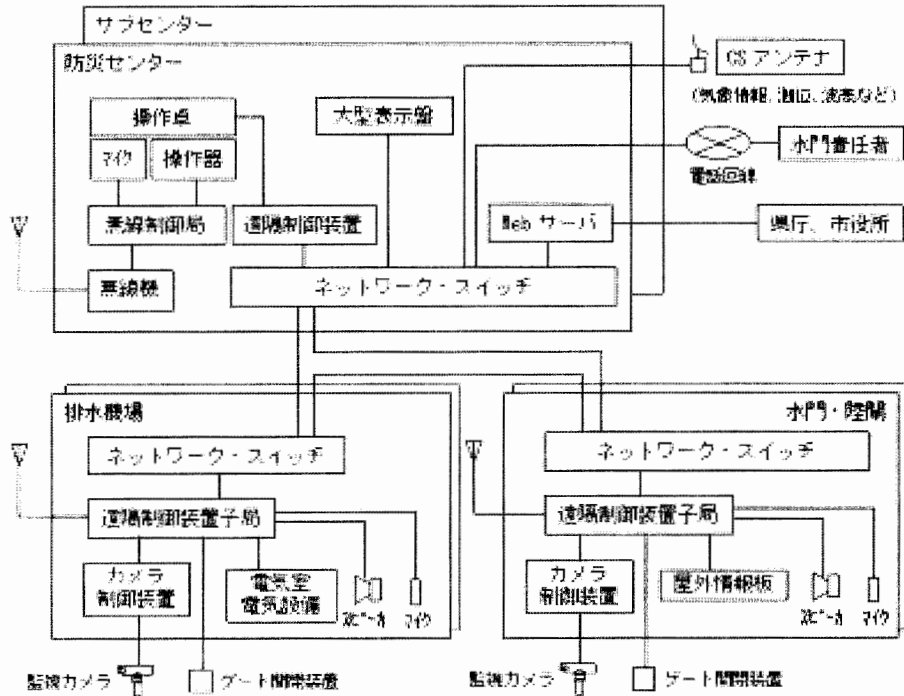 サブセンター
防災センター
CSアンテナ
(気象情報、潮位、波高など)
操作卓
大型表示盤
マイク
操作器
水門責任者
電話回線
無線制御局
遠隔制御装置
Webサーバ
県庁、市役所
無線機
ネットワーク・スイッチ
排水機場
水門・陸閘
ネットワーク・スイッチ
ネットワーク・スイッチ
遠隔制御装置子局
遠隔制御装置子局
カメラ
制御装置
電気室
電気設備
スピーカ
マイク
カメラ
制御装置
屋外情報板
スピーカ
マイク
監視カメラ
ゲート開閉装置
監視カメラ
ゲート開閉装置